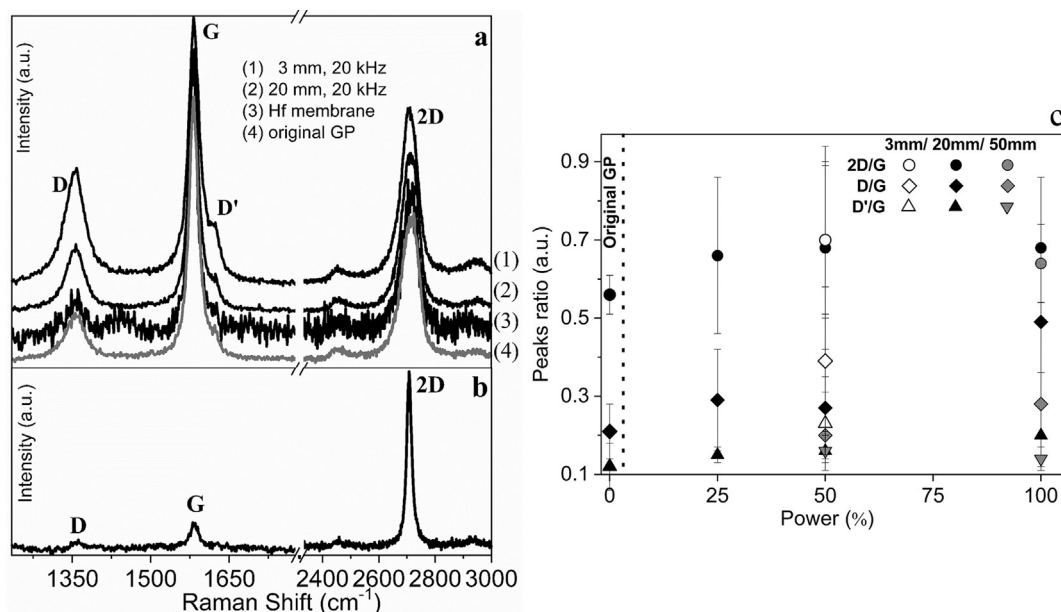 a
Intensity (a.u.)
G
(1) 3 mm, 20 kHz
(2) 20 mm, 20 kHz
(3) Hf membrane
(4) original GP
2D
D
D'
(1)
(2)
(3)
(4)
b
Intensity (a.u.)
2D
D
G
1350 1500 1650 2400 2600 2800 3000
Raman Shift (cm⁻¹)
c
3mm/ 20mm/ 50mm
2D/G
D/G
D'/G
Original GP
Peaks ratio (a.u.)
0.9
0.7
0.5
0.3
0.1
0 25 50 75 100
Power (%)